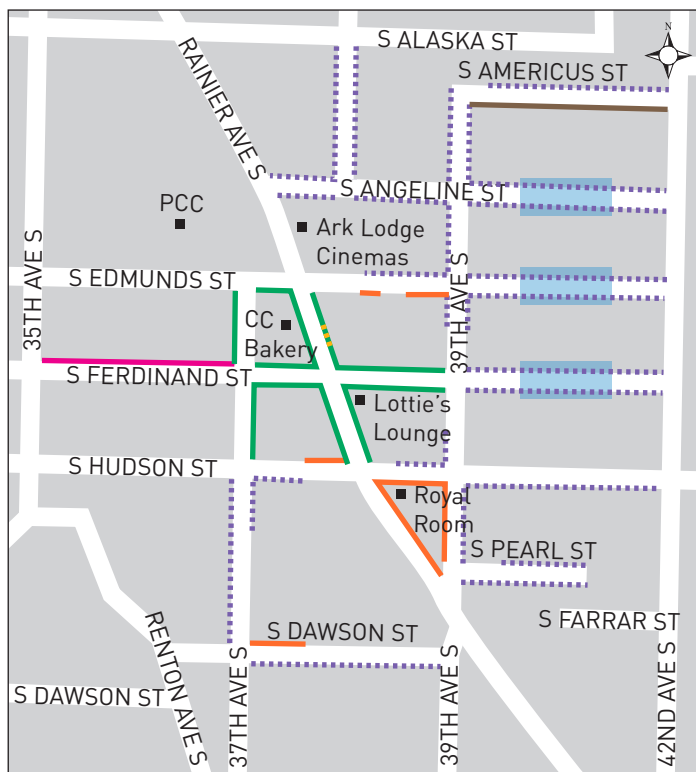 N
S ALASKA ST
RAINIER AVE S
S AMERICUS ST
S ANGELINE ST
PCC
Ark Lodge
Cinemas
S EDMUNDS ST
35TH AVE S
39TH AVE S
CC
Bakery
S FERDINAND ST
Lottie's
Lounge
S HUDSON ST
Royal
Room
S PEARL ST
S FARRAR ST
S DAWSON ST
RENTON AVE S
S DAWSON ST
37TH AVE S
39TH AVE S
42ND AVE S